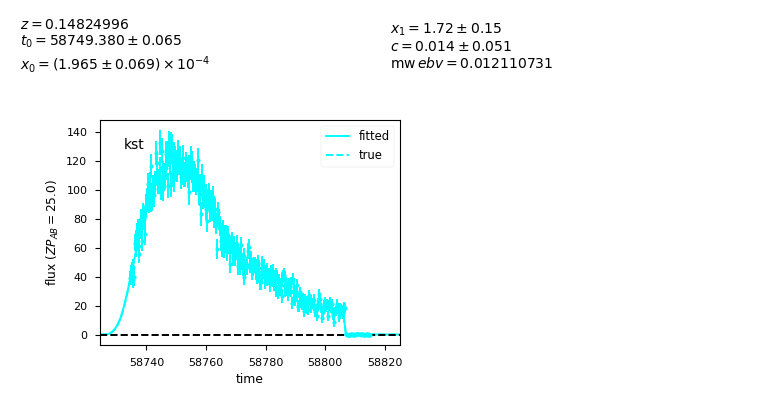 z = 0.14824996
t₀ = 58749.380 ± 0.065
x₀ = (1.965 ± 0.069) × 10⁻⁴
x₁ = 1.72 ± 0.15
c = 0.014 ± 0.051
mw ebv = 0.012110731
kst
fitted
true
flux (ZP_AB = 25.0)
140
120
100
80
60
40
20
0
58740 58760 58780 58800 58820
time